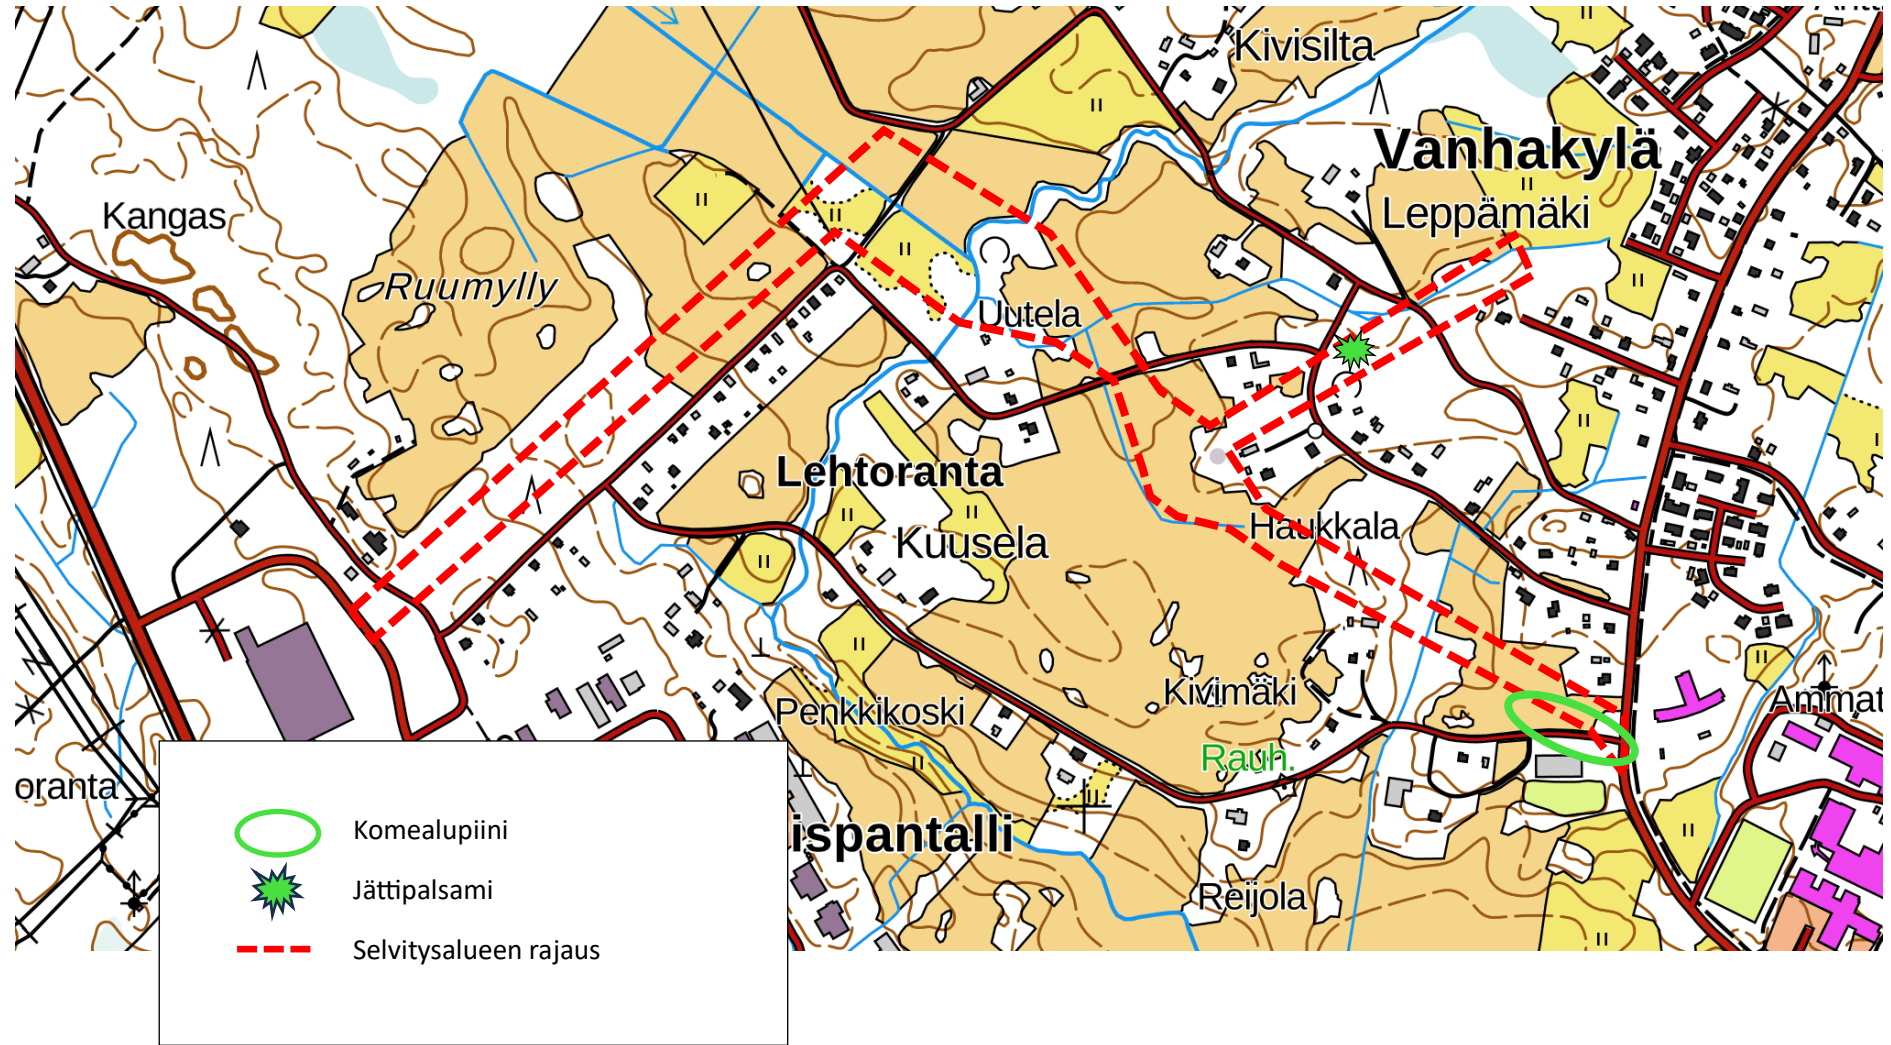 Kivisilta
Vanhakylä
Leppämäki
Kangas
Ruumylly
Uutela
Lehtoranta
Kuusela
Haukkala
Kivimäki
Penkkikoski
Rauh.
Ammat
oranta
ispantalli
Reijola
Komealupiini
Jättipalsami
Selvitysalueen rajaus